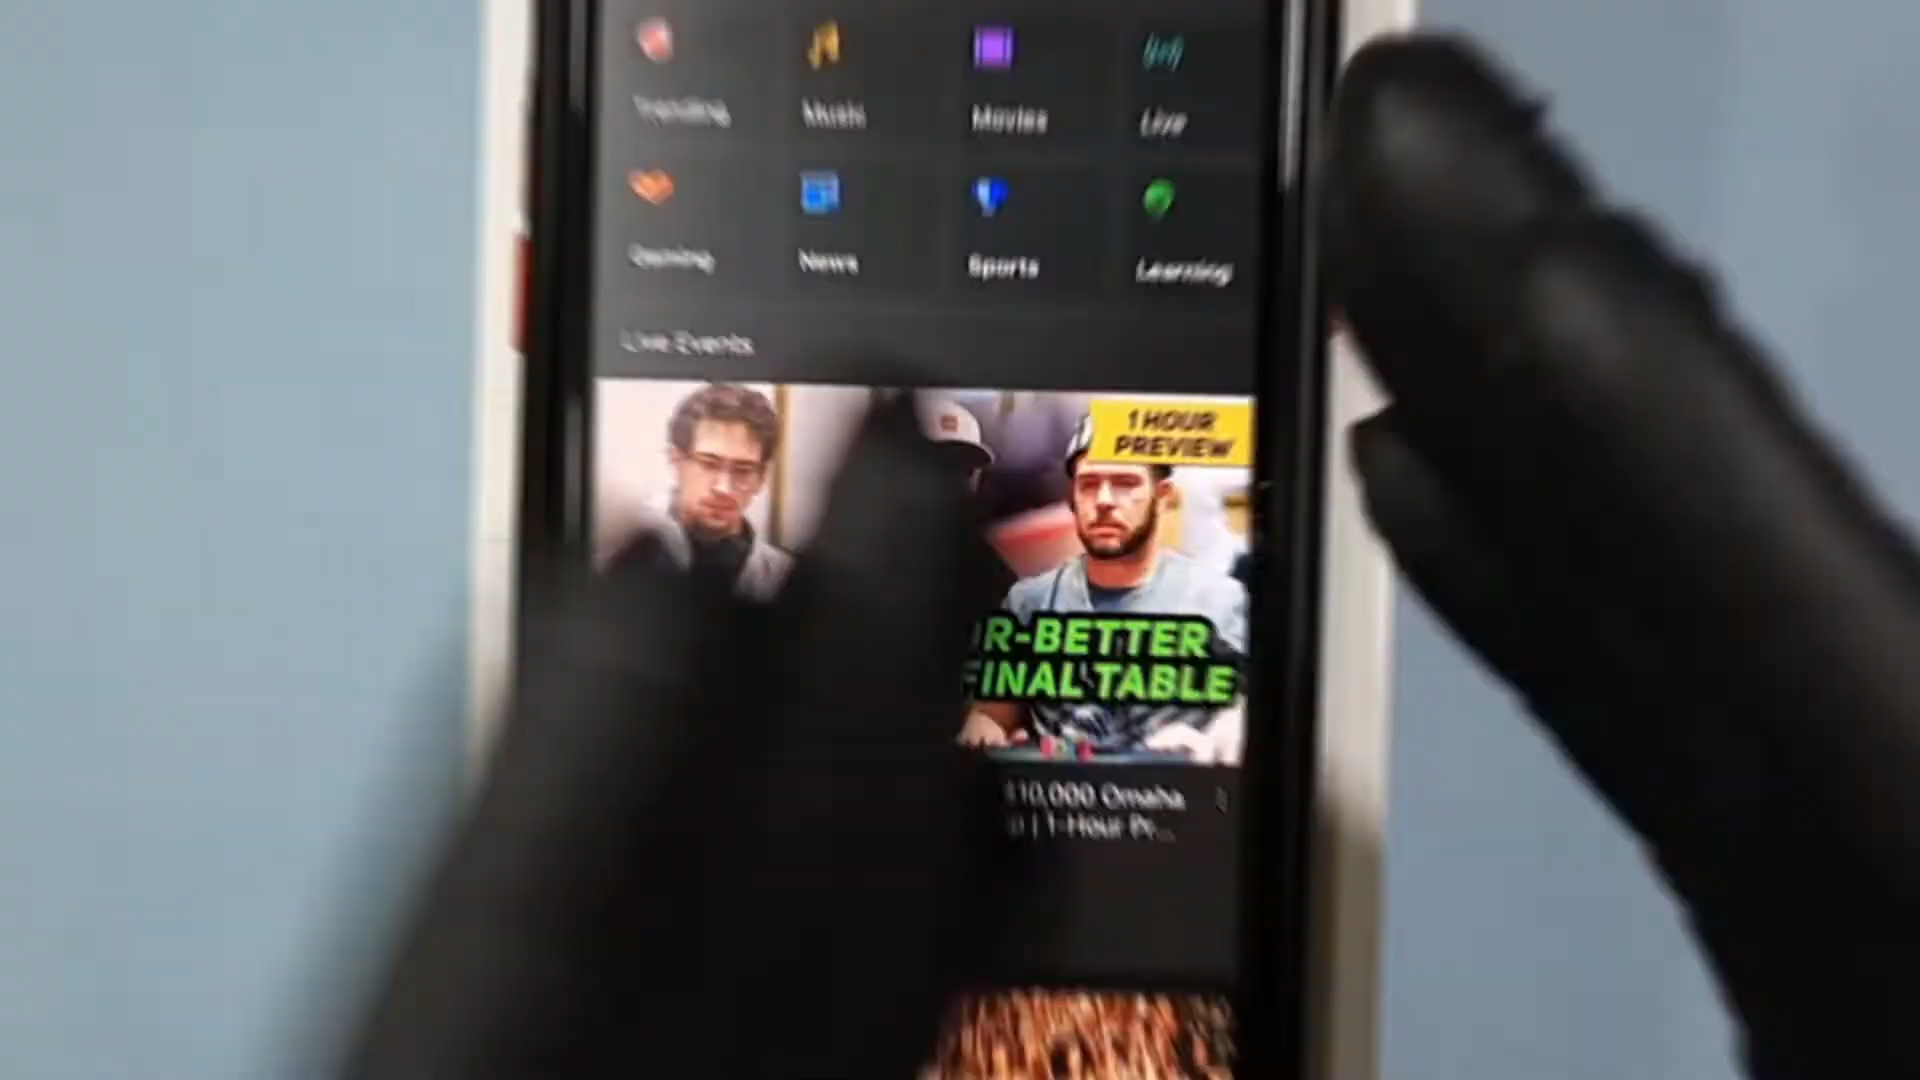 Trending
Music
Movies
Live
Gaming
News
Sports
Learning
Live Events
1 HOUR
PREVIEW
R-BETTER
FINAL TABLE
$10,000 Omaha
| 1-Hour Pr...